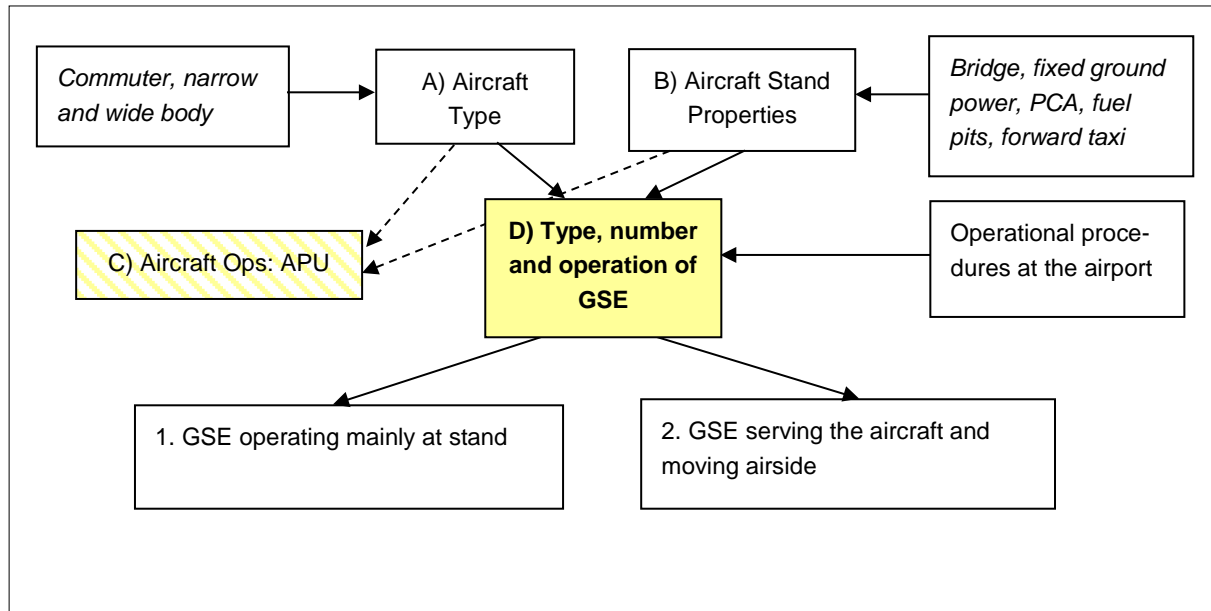 Commuter, narrow
and wide body
A) Aircraft
Type
B) Aircraft Stand
Properties
Bridge, fixed ground
power, PCA, fuel
pits, forward taxi
C) Aircraft Ops: APU
D) Type, number
and operation of
GSE
Operational proce-
dures at the airport
1. GSE operating mainly at stand
2. GSE serving the aircraft and
moving airside